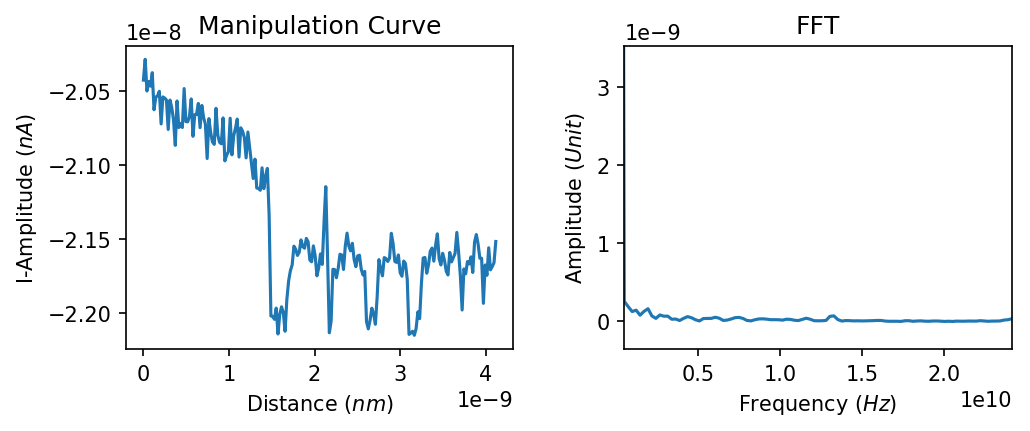 Manipulation Curve
1e−8
I-Amplitude (nA)
−2.05
−2.10
−2.15
−2.20
0 1 2 3 4
1e−9
Distance (nm)
FFT
1e−9
Amplitude (Unit)
3
2
1
0
0.5 1.0 1.5 2.0
1e10
Frequency (Hz)